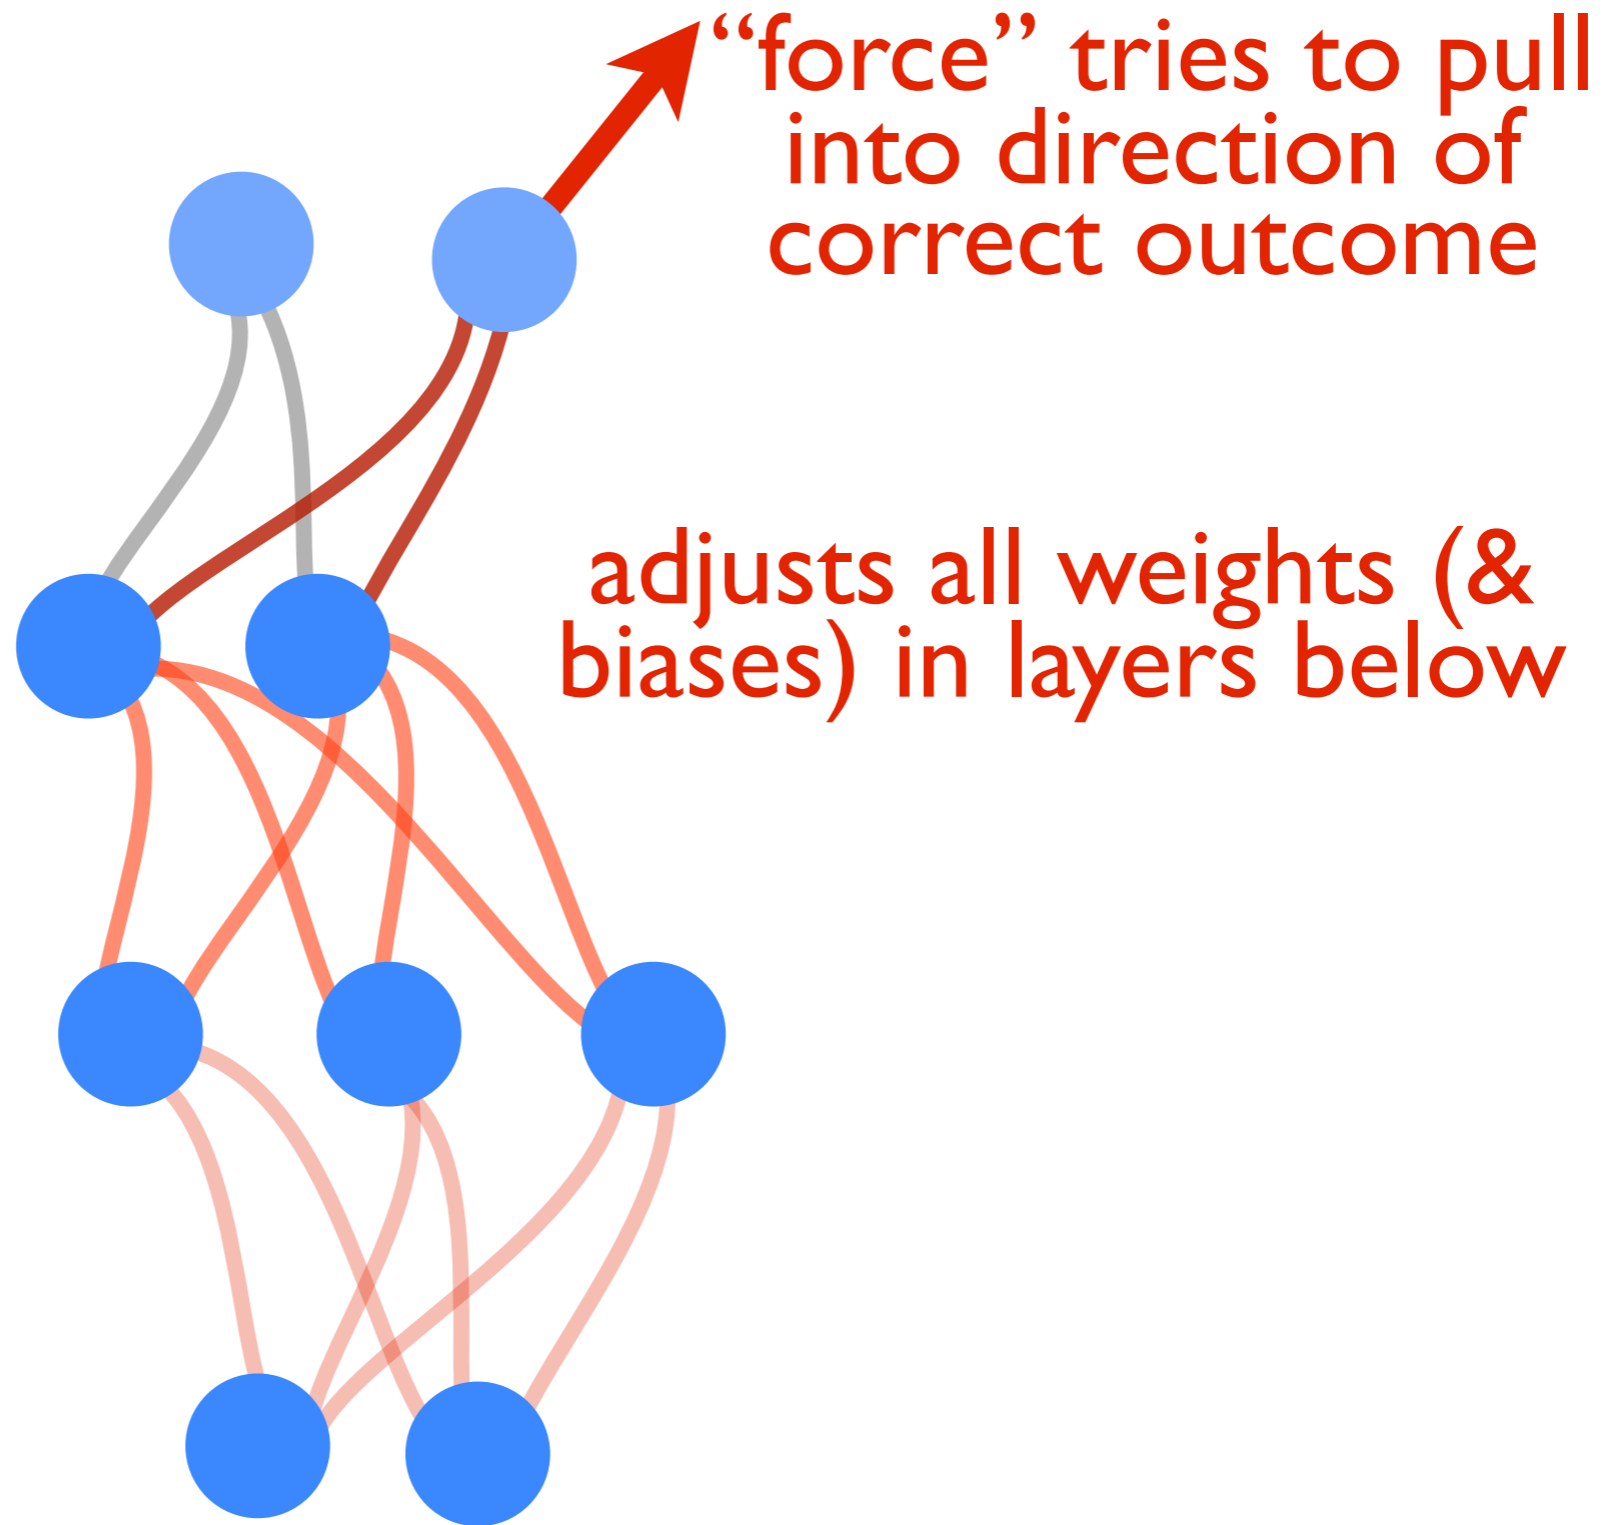 “force” tries to pull
into direction of
correct outcome
adjusts all weights (&
biases) in layers below